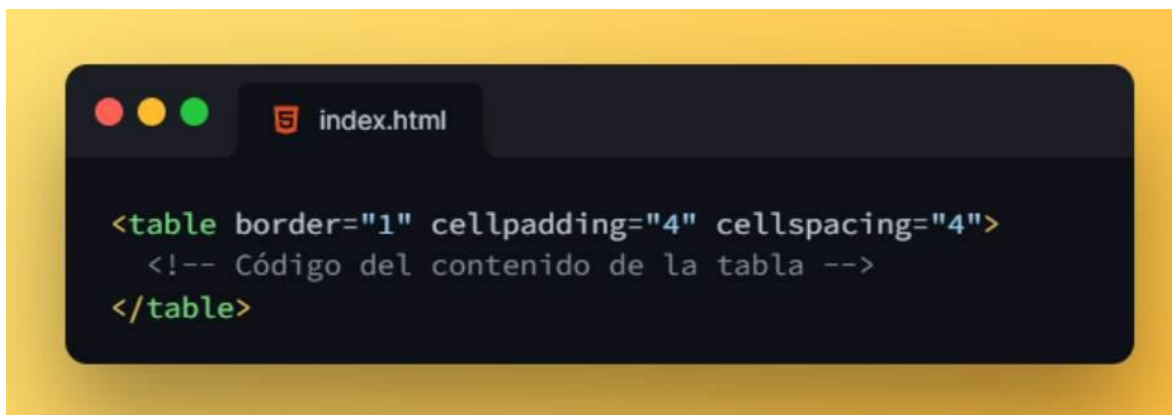 index.html
<table border="1" cellpadding="4" cellspacing="4">
  <!-- Código del contenido de la tabla -->
</table>